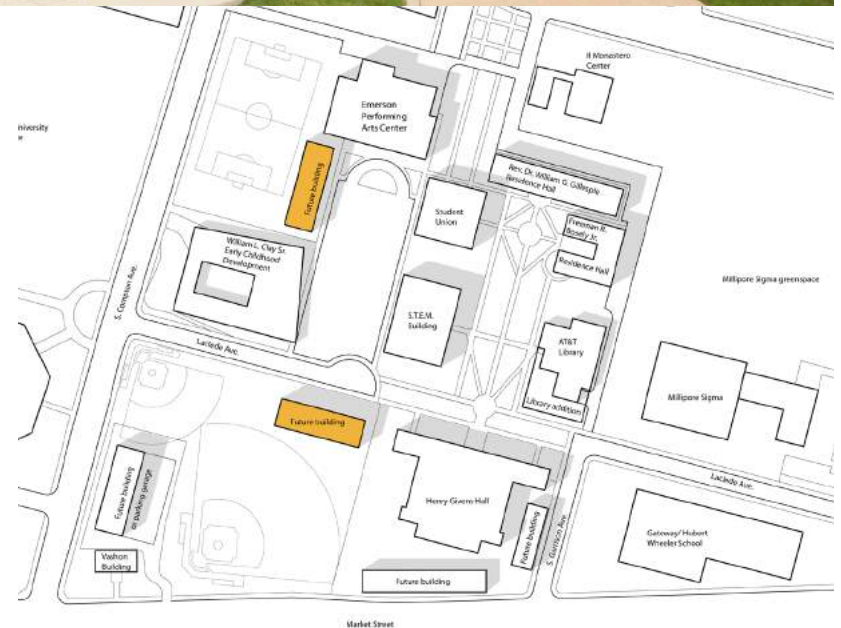 Il Monastero
Center
Emerson
Performing
Arts Center
niversity
Rev. Dr. William G. Gillespie
Residence Hall
Future building
Student
Union
Freeman R.
Bosely Jr.
Residence Hall
William L. Clay Sr.
Early Childhood
Development
Millipore Sigma greenspace
S. Compton Ave.
S.T.E.M.
Building
AT&T
Library
Laclede Ave.
Millipore Sigma
Library addition
Future building
Laclede Ave.
Future building
or parking garage
Henry Givens Hall
Future building
S. Garrison Ave.
Gateway/Hubert
Wheeler School
Vashon
Building
Future building
Market Street